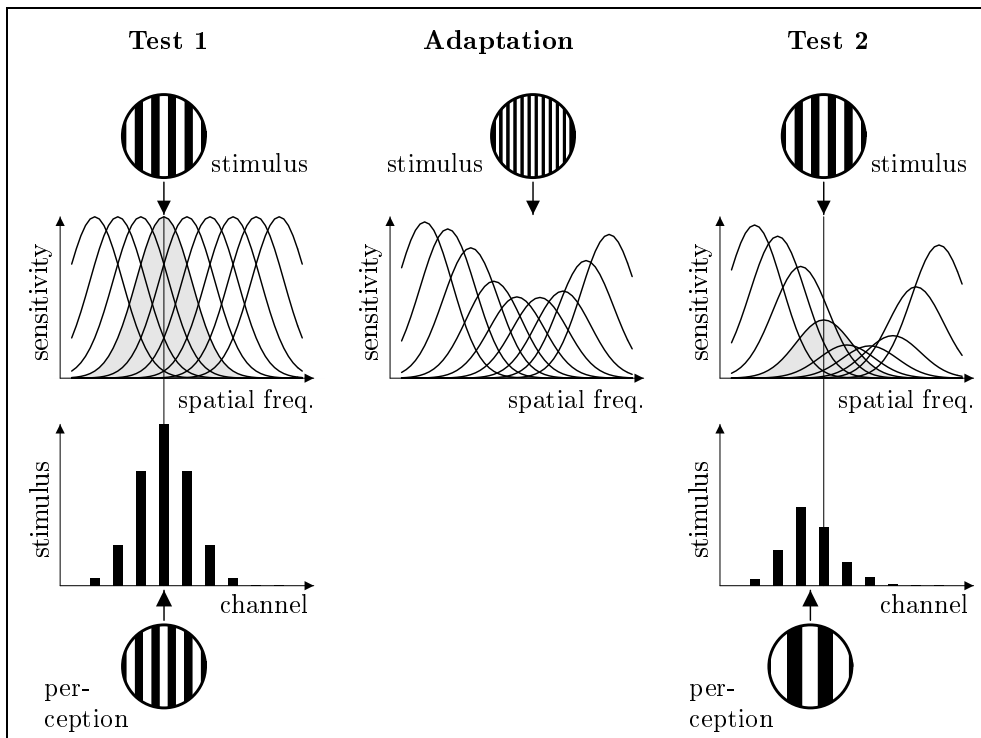 Test 1
Adaptation
Test 2
stimulus
stimulus
stimulus
sensitivity
sensitivity
sensitivity
spatial freq.
spatial freq.
spatial freq.
stimulus
stimulus
channel
channel
per-
ception
per-
ception